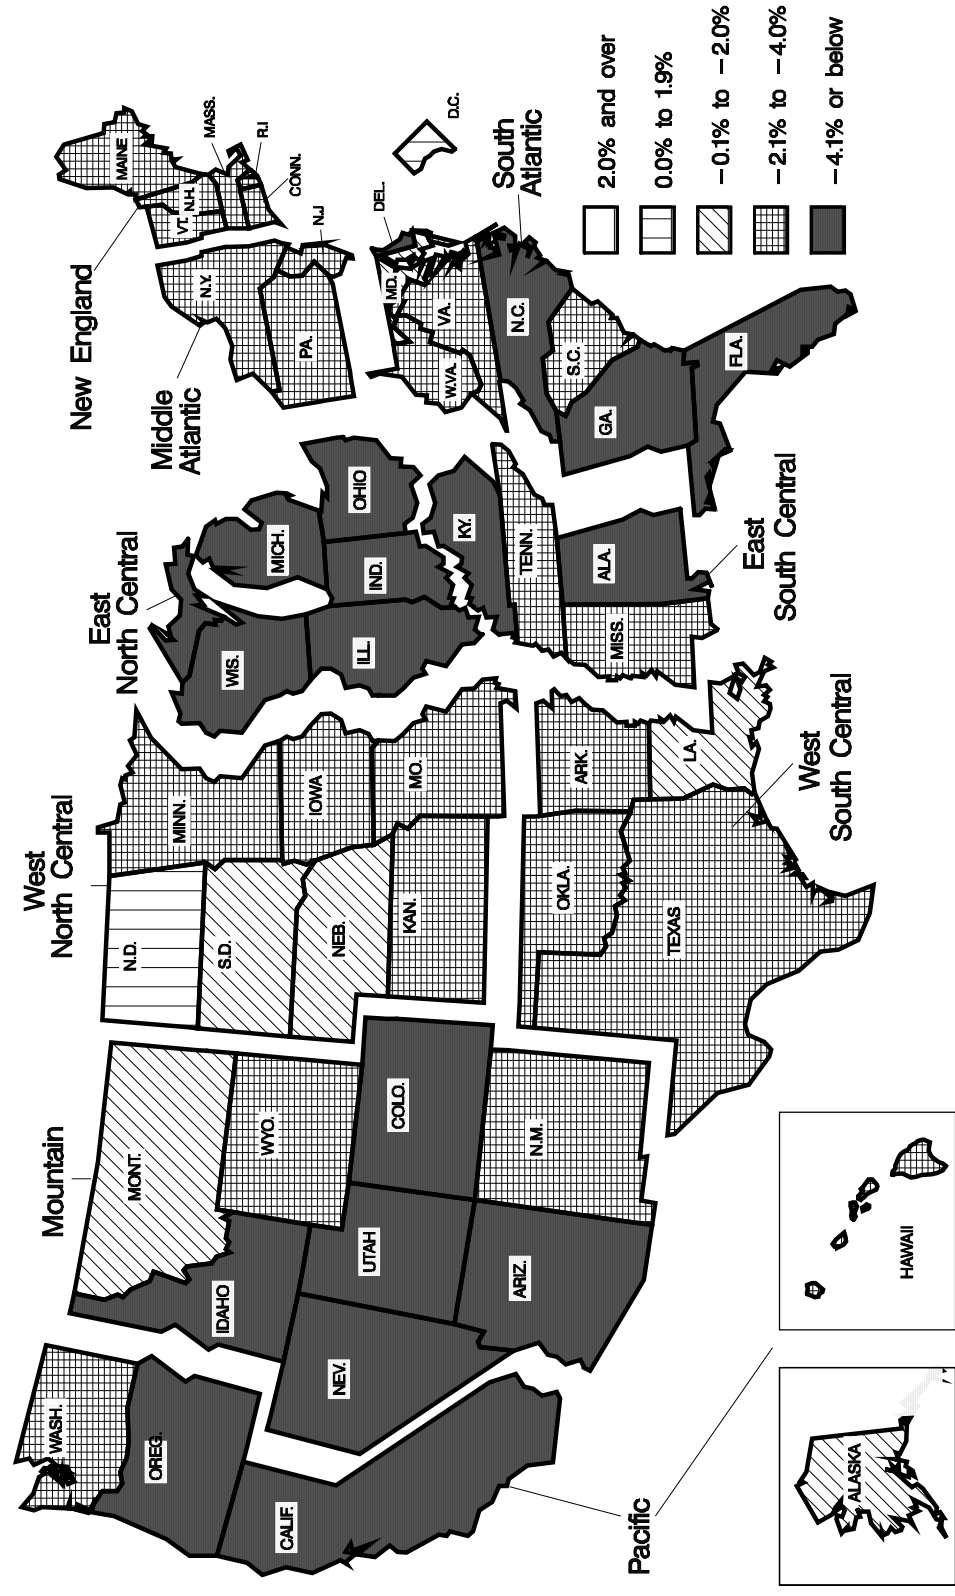 Pacific
Mountain
West
North Central
East
North Central
Middle
Atlantic
New England
West
South Central
East
South Central
South
Atlantic
WASH.
OREG.
CALIF.
IDAHO
NEV.
MONT.
WYO.
UTAH
COLO.
ARIZ.
N.M.
N.D.
S.D.
NEB.
KAN.
MINN.
IOWA
MO.
OKLA.
TEXAS
ARK.
LA.
WIS.
MICH.
ILL.
IND.
OHIO
KY.
TENN.
MISS.
ALA.
N.Y.
PA.
N.J
MAINE
VT.
N.H.
MASS.
R.I
CONN.
DEL.
MD.
D.C.
W.VA.
VA.
N.C.
S.C.
GA.
FLA.
ALASKA
HAWAII
2.0% and over
0.0% to 1.9%
−0.1% to −2.0%
−2.1% to −4.0%
−4.1% or below